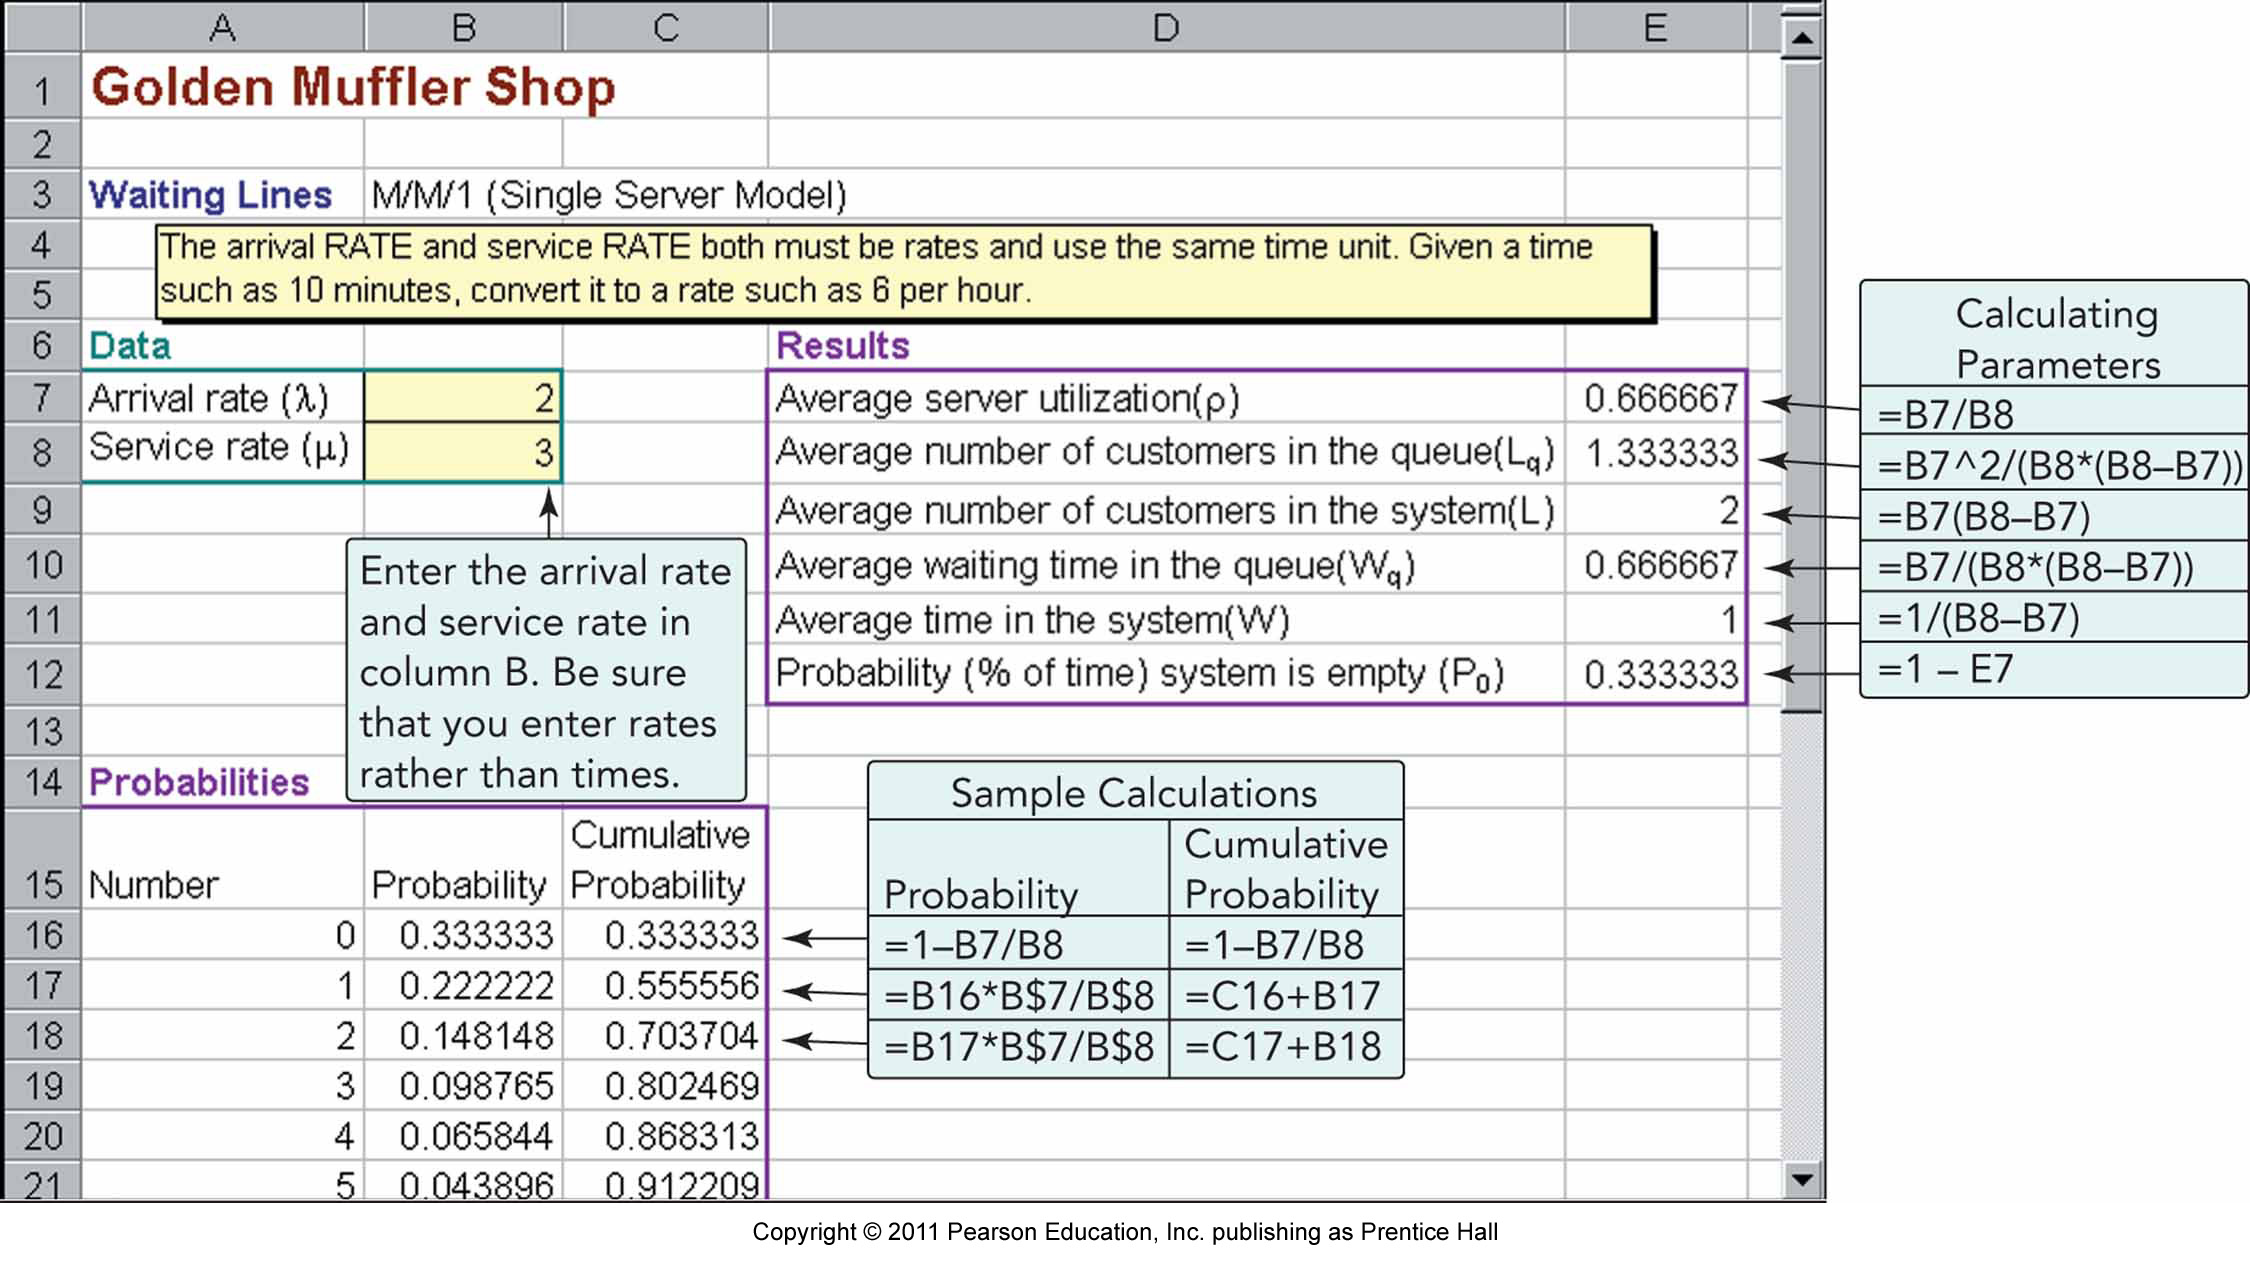 A B C D E
1 Golden Muffler Shop
2
3 Waiting Lines M/M/1 (Single Server Model)
4 The arrival RATE and service RATE both must be rates and use the same time unit. Given a time
5 such as 10 minutes, convert it to a rate such as 6 per hour.
6 Data Results
7 Arrival rate (λ) 2 Average server utilization(ρ) 0.666667
8 Service rate (μ) 3 Average number of customers in the queue(Lq) 1.333333
9 Average number of customers in the system(L) 2
10 Average waiting time in the queue(Wq) 0.666667
11 Average time in the system(W) 1
12 Probability (% of time) system is empty (P0) 0.333333
13
14 Probabilities
Enter the arrival rate
and service rate in
column B. Be sure
that you enter rates
rather than times.
Calculating
Parameters
=B7/B8
=B7^2/(B8*(B8–B7))
=B7(B8–B7)
=B7/(B8*(B8–B7))
=1/(B8–B7)
=1 – E7
Cumulative
15 Number Probability Probability
16 0 0.333333 0.333333
17 1 0.222222 0.555556
18 2 0.148148 0.703704
19 3 0.098765 0.802469
20 4 0.065844 0.868313
21 5 0.043896 0.912209
Sample Calculations
Cumulative
Probability Probability
=1–B7/B8 =1–B7/B8
=B16*B$7/B$8 =C16+B17
=B17*B$7/B$8 =C17+B18
Copyright © 2011 Pearson Education, Inc. publishing as Prentice Hall